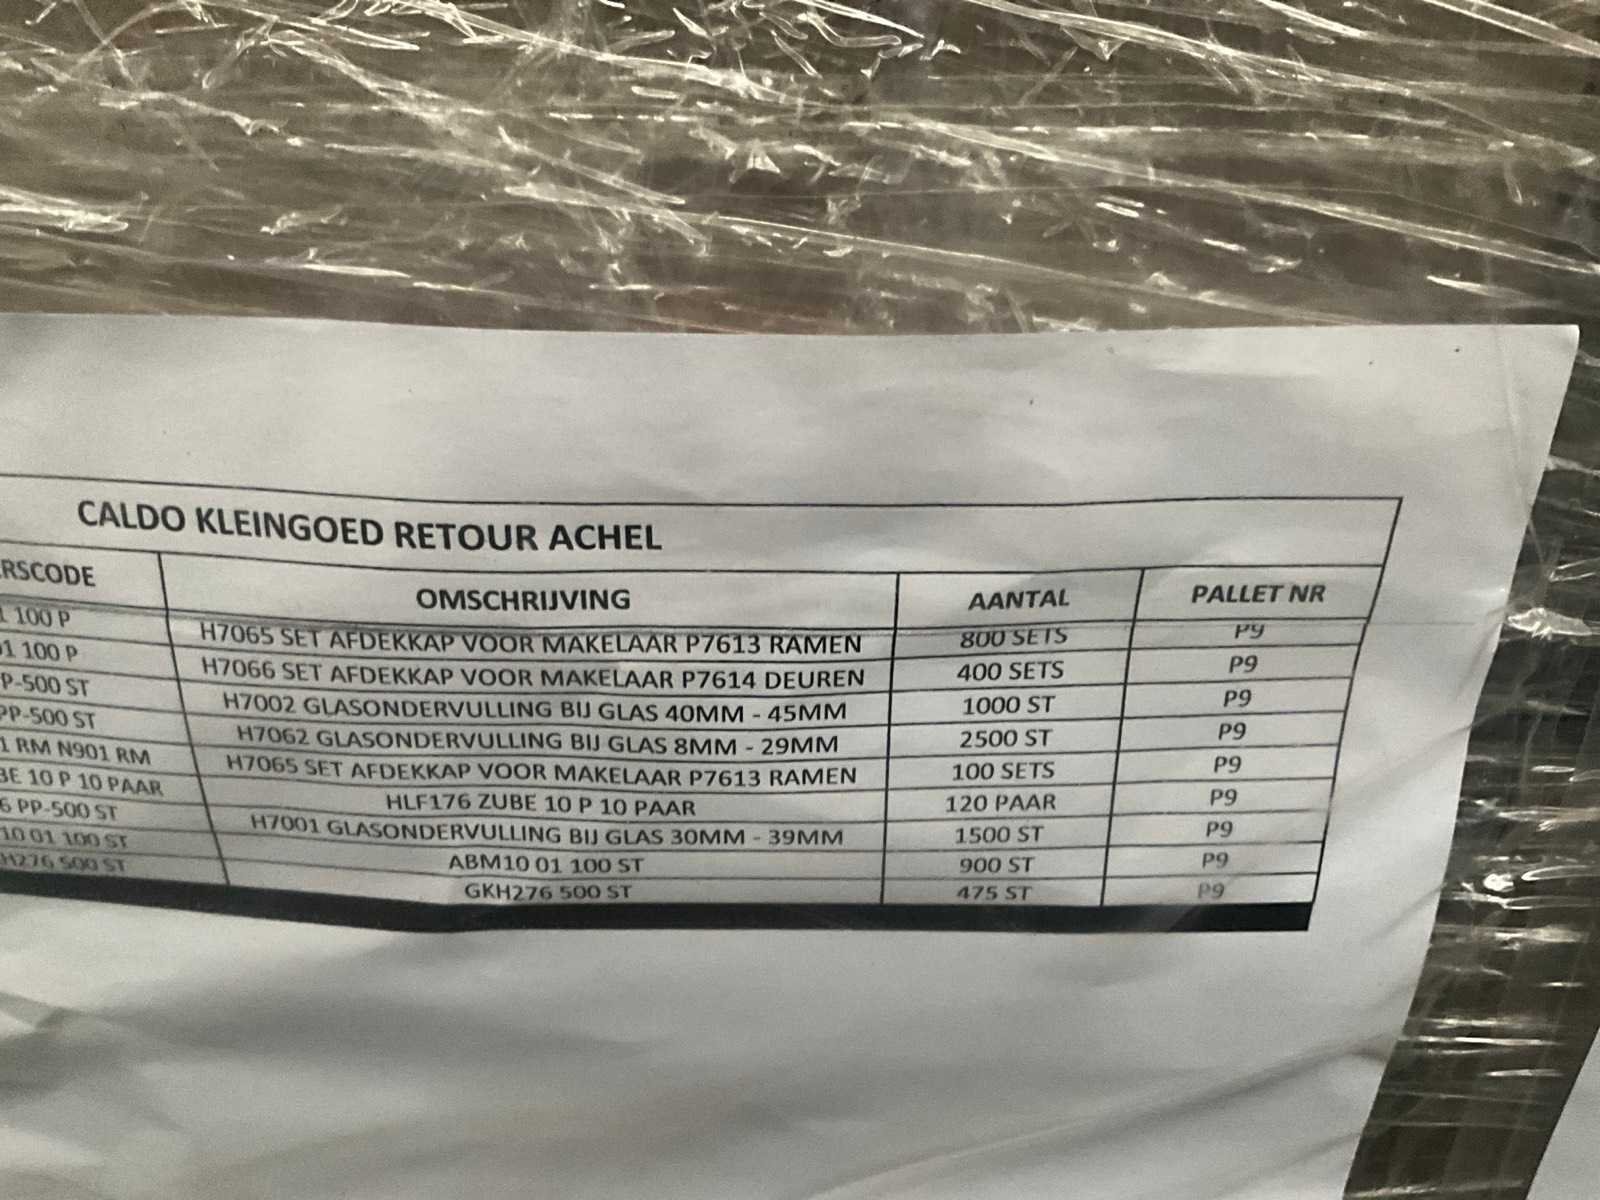 CALDO KLEINGOED RETOUR ACHEL
RSCODE OMSCHRIJVING AANTAL PALLET NR
1 100 P H7065 SET AFDEKKAP VOOR MAKELAAR P7613 RAMEN 800 SETS P9
01 100 P H7066 SET AFDEKKAP VOOR MAKELAAR P7614 DEUREN 400 SETS P9
P-500 ST H7002 GLASONDERVULLING BIJ GLAS 40MM - 45MM 1000 ST P9
PP-500 ST H7062 GLASONDERVULLING BIJ GLAS 8MM - 29MM 2500 ST P9
1 RM N901 RM H7065 SET AFDEKKAP VOOR MAKELAAR P7613 RAMEN 100 SETS P9
BE 10 P 10 PAAR HLF176 ZUBE 10 P 10 PAAR 120 PAAR P9
6 PP-500 ST H7001 GLASONDERVULLING BIJ GLAS 30MM - 39MM 1500 ST P9
10 01 100 ST ABM10 01 100 ST 900 ST P9
H276 500 ST GKH276 500 ST 475 ST P9